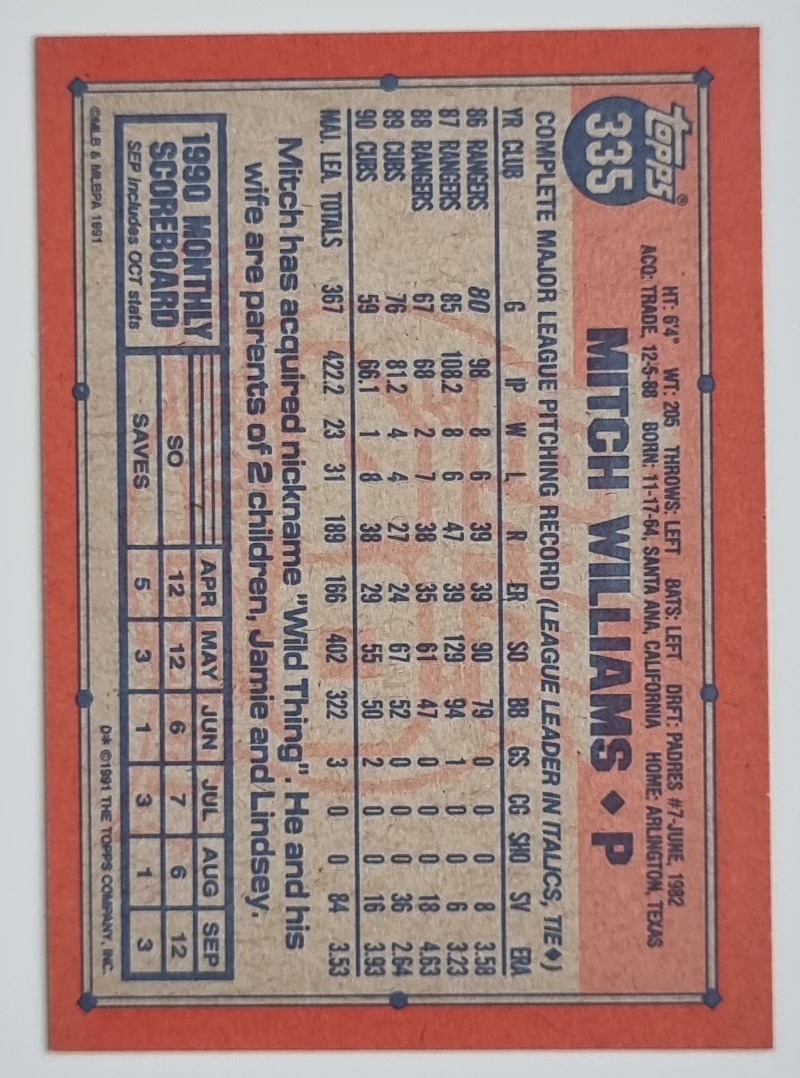 topps®
335
HT: 6'4" WT: 205 THROWS: LEFT BATS: LEFT DRFT: PADRES #7-JUNE, 1982
ACQ: TRADE, 12-5-88 BORN: 11-17-64, SANTA ANA, CALIFORNIA HOME: ARLINGTON, TEXAS
MITCH WILLIAMS ♦ P
COMPLETE MAJOR LEAGUE PITCHING RECORD (LEAGUE LEADER IN ITALICS, TIE♦)
YR CLUB G IP W L R ER SO BB GS CG SHO SV ERA
86 RANGERS 80 98 8 6 39 39 90 79 0 0 0 8 3.58
87 RANGERS 85 108.2 8 6 47 39 129 94 1 0 0 6 3.23
88 RANGERS 67 68 2 7 38 35 61 47 0 0 0 18 4.63
89 CUBS 76 81.2 4 4 27 24 67 52 0 0 0 36 2.64
90 CUBS 59 66.1 1 8 38 29 55 50 2 0 0 16 3.93
MAJ. LEA. TOTALS 367 422.2 23 31 189 166 402 322 3 0 0 84 3.53
Mitch has acquired nickname "Wild Thing". He and his
wife are parents of 2 children, Jamie and Lindsey.
1990 MONTHLY
SCOREBOARD
SEP includes OCT stats
APR MAY JUN JUL AUG SEP
SO 12 12 6 7 6 12
SAVES 5 3 1 3 1 3
©MLB & MLBPA 1991
D* ©1991 THE TOPPS COMPANY, INC.